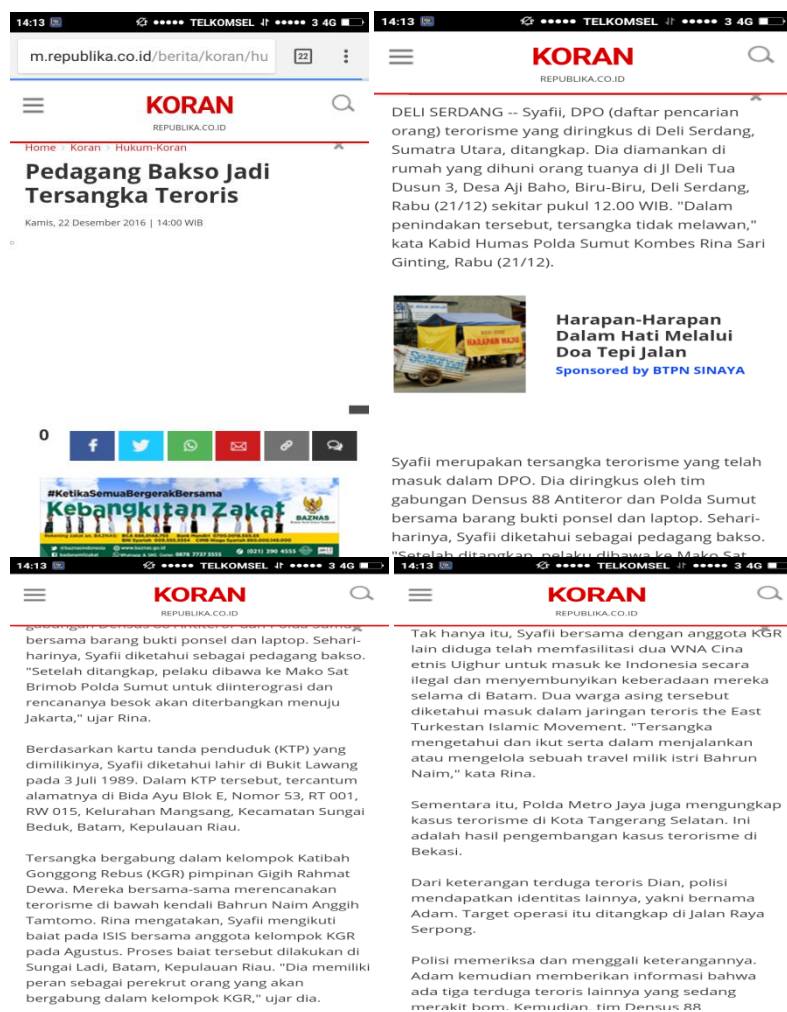 14:13 TELKOMSEL 3 4G
m.republika.co.id/berita/koran/hu 22
KORAN
REPUBLIKA.CO.ID
Home › Koran › Hukum-Koran
Pedagang Bakso Jadi
Tersangka Teroris
Kamis, 22 Desember 2016 | 14:00 WIB
0
#KetikaSemuaBergerakBersama
Kebangkitan Zakat
BAZNAS
14:13 TELKOMSEL 3 4G
KORAN
REPUBLIKA.CO.ID
DELI SERDANG -- Syafii, DPO (daftar pencarian
orang) terorisme yang diringkus di Deli Serdang,
Sumatra Utara, ditangkap. Dia diamankan di
rumah yang dihuni orang tuanya di Jl Deli Tua
Dusun 3, Desa Aji Baho, Biru-Biru, Deli Serdang,
Rabu (21/12) sekitar pukul 12.00 WIB. "Dalam
penindakan tersebut, tersangka tidak melawan,"
kata Kabid Humas Polda Sumut Kombes Rina Sari
Ginting, Rabu (21/12).
HARAPAN MAJU
Harapan-Harapan
Dalam Hati Melalui
Doa Tepi Jalan
Sponsored by BTPN SINAYA
Syafii merupakan tersangka terorisme yang telah
masuk dalam DPO. Dia diringkus oleh tim
gabungan Densus 88 Antiteror dan Polda Sumut
bersama barang bukti ponsel dan laptop. Sehari-
harinya, Syafii diketahui sebagai pedagang bakso.
"Setelah ditangkap, pelaku dibawa ke Mako Sat
14:13 TELKOMSEL 3 4G
KORAN
REPUBLIKA.CO.ID
gabungan Densus 88 Antiteror dan Polda Sumut
bersama barang bukti ponsel dan laptop. Sehari-
harinya, Syafii diketahui sebagai pedagang bakso.
"Setelah ditangkap, pelaku dibawa ke Mako Sat
Brimob Polda Sumut untuk diinterograsi dan
rencananya besok akan diterbangkan menuju
Jakarta," ujar Rina.
Berdasarkan kartu tanda penduduk (KTP) yang
dimilikinya, Syafii diketahui lahir di Bukit Lawang
pada 3 Juli 1989. Dalam KTP tersebut, tercantum
alamatnya di Bida Ayu Blok E, Nomor 53, RT 001,
RW 015, Kelurahan Mangsang, Kecamatan Sungai
Beduk, Batam, Kepulauan Riau.
Tersangka bergabung dalam kelompok Katibah
Gonggong Rebus (KGR) pimpinan Gigih Rahmat
Dewa. Mereka bersama-sama merencanakan
terorisme di bawah kendali Bahrun Naim Anggih
Tamtomo. Rina mengatakan, Syafii mengikuti
baiat pada ISIS bersama anggota kelompok KGR
pada Agustus. Proses baiat tersebut dilakukan di
Sungai Ladi, Batam, Kepulauan Riau. "Dia memiliki
peran sebagai perekrut orang yang akan
bergabung dalam kelompok KGR," ujar dia.
14:13 TELKOMSEL 3 4G
KORAN
REPUBLIKA.CO.ID
Tak hanya itu, Syafii bersama dengan anggota KGR
lain diduga telah memfasilitasi dua WNA Cina
etnis Uighur untuk masuk ke Indonesia secara
ilegal dan menyembunyikan keberadaan mereka
selama di Batam. Dua warga asing tersebut
diketahui masuk dalam jaringan teroris the East
Turkestan Islamic Movement. "Tersangka
mengetahui dan ikut serta dalam menjalankan
atau mengelola sebuah travel milik istri Bahrun
Naim," kata Rina.
Sementara itu, Polda Metro Jaya juga mengungkap
kasus terorisme di Kota Tangerang Selatan. Ini
adalah hasil pengembangan kasus terorisme di
Bekasi.
Dari keterangan terduga teroris Dian, polisi
mendapatkan identitas lainnya, yakni bernama
Adam. Target operasi itu ditangkap di Jalan Raya
Serpong.
Polisi memeriksa dan menggali keterangannya.
Adam kemudian memberikan informasi bahwa
ada tiga terduga teroris lainnya yang sedang
merakit bom. Kemudian, tim Densus 88